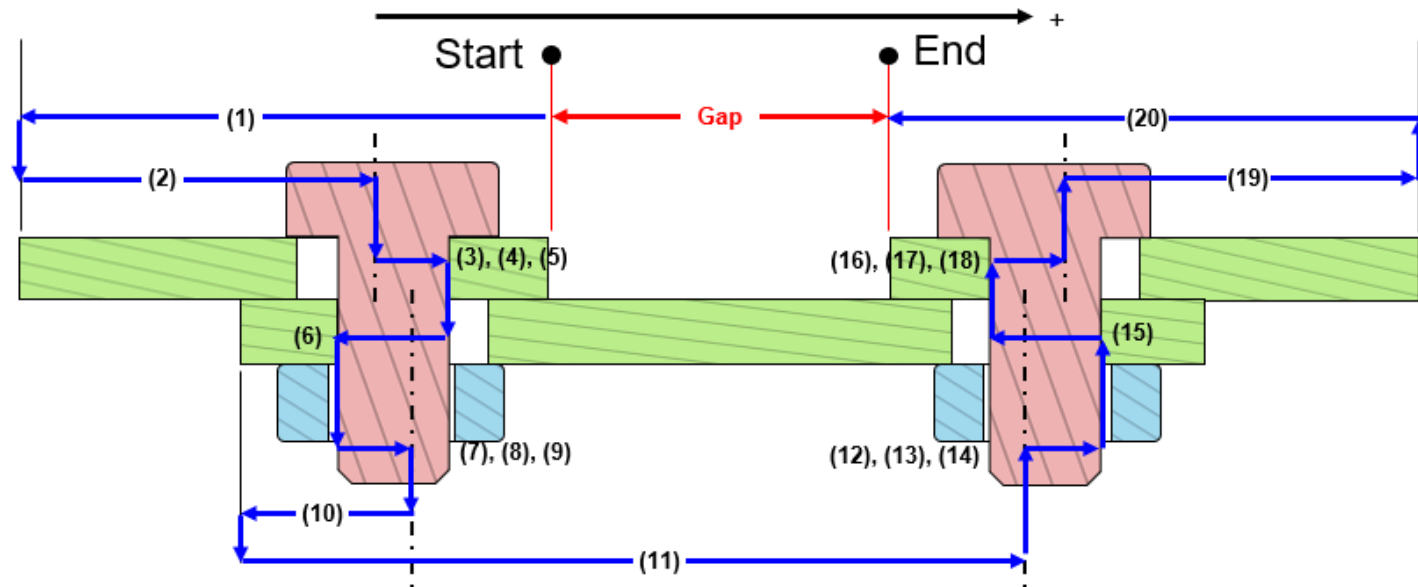 +
Start
End
(1)
Gap
(20)
(2)
(19)
(3), (4), (5)
(16), (17), (18)
(6)
(15)
(7), (8), (9)
(12), (13), (14)
(10)
(11)